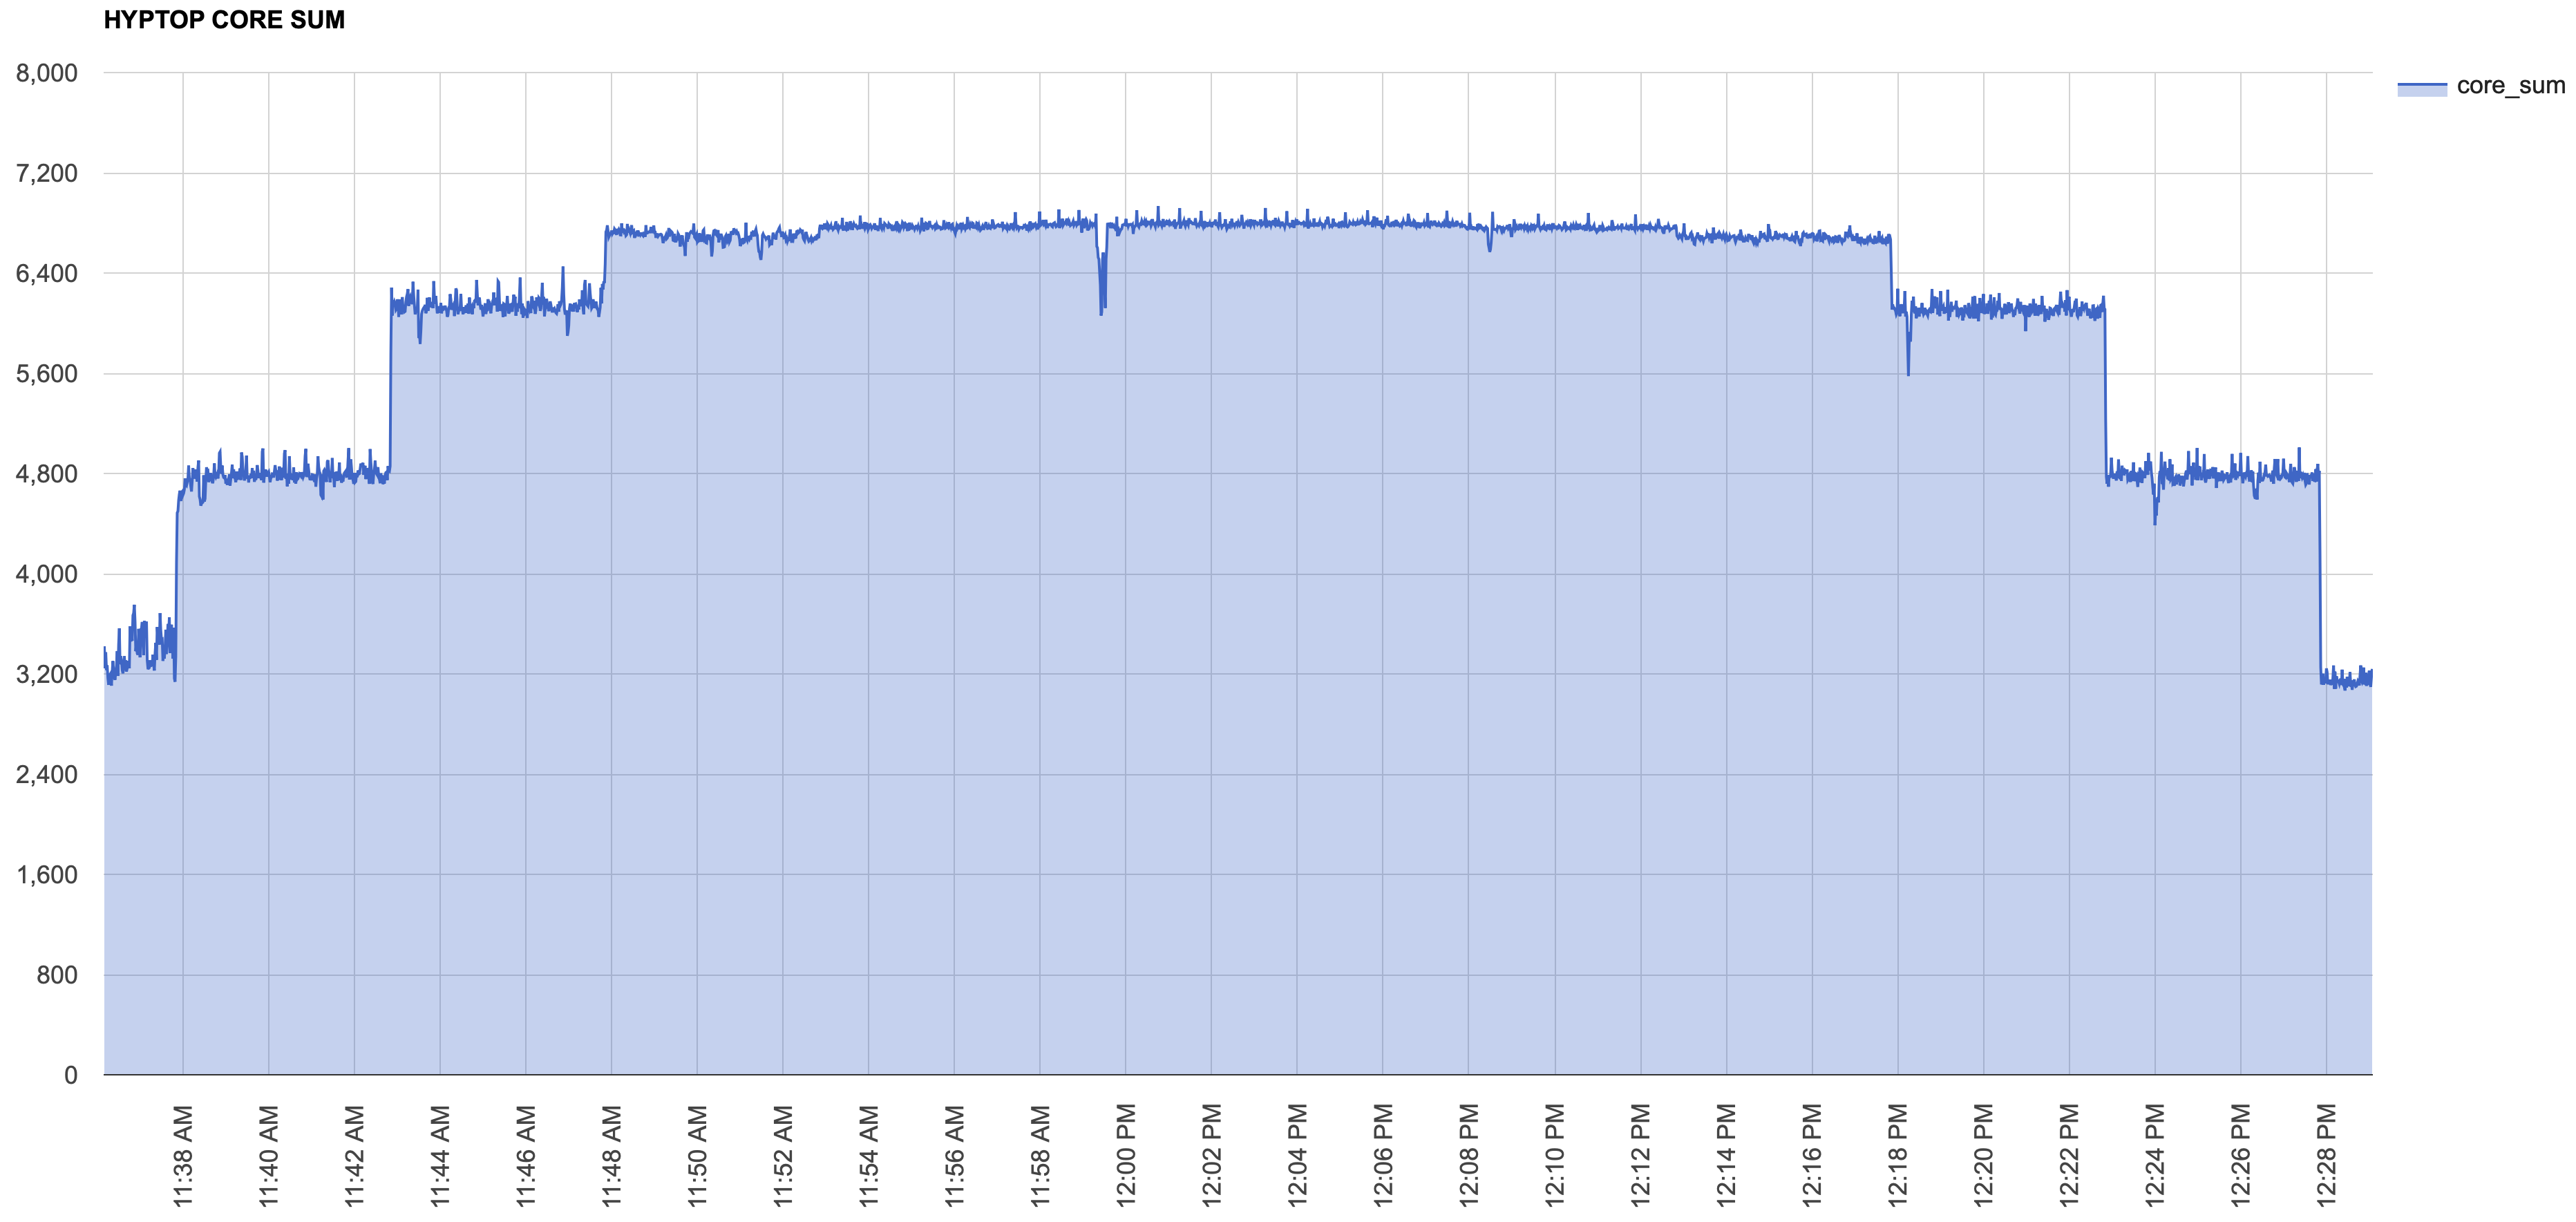 HYPTOP CORE SUM
8,000
7,200
6,400
5,600
4,800
4,000
3,200
2,400
1,600
800
0
core_sum
11:38 AM
11:40 AM
11:42 AM
11:44 AM
11:46 AM
11:48 AM
11:50 AM
11:52 AM
11:54 AM
11:56 AM
11:58 AM
12:00 PM
12:02 PM
12:04 PM
12:06 PM
12:08 PM
12:10 PM
12:12 PM
12:14 PM
12:16 PM
12:18 PM
12:20 PM
12:22 PM
12:24 PM
12:26 PM
12:28 PM